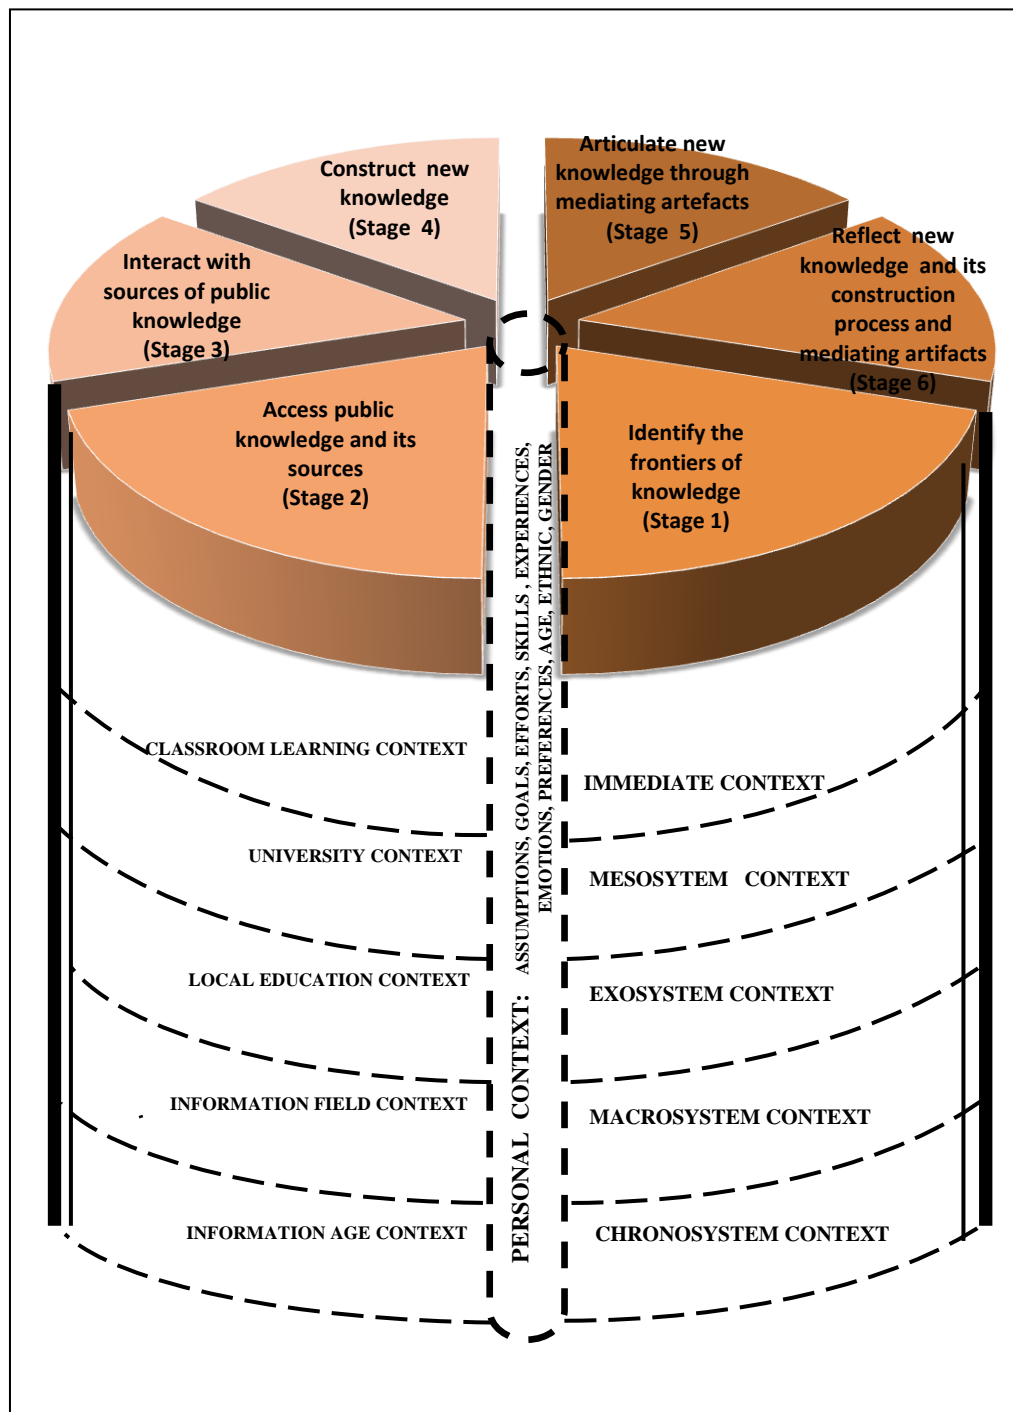 Construct new
knowledge
(Stage 4)
Articulate new
knowledge through
mediating artefacts
(Stage 5)
Interact with
sources of public
knowledge
(Stage 3)
Reflect new
knowledge and its
construction
process and
mediating artifacts
(Stage 6)
Access public
knowledge and its
sources
(Stage 2)
Identify the
frontiers of
knowledge
(Stage 1)
PERSONAL CONTEXT: ASSUMPTIONS, GOALS, EFFORTS, SKILLS , EXPERIENCES,
EMOTIONS, PREFERENCES, AGE, ETHNIC, GENDER
CLASSROOM LEARNING CONTEXT
IMMEDIATE CONTEXT
UNIVERSITY CONTEXT
MESOSYTEM CONTEXT
LOCAL EDUCATION CONTEXT
EXOSYSTEM CONTEXT
INFORMATION FIELD CONTEXT
MACROSYSTEM CONTEXT
INFORMATION AGE CONTEXT
CHRONOSYSTEM CONTEXT